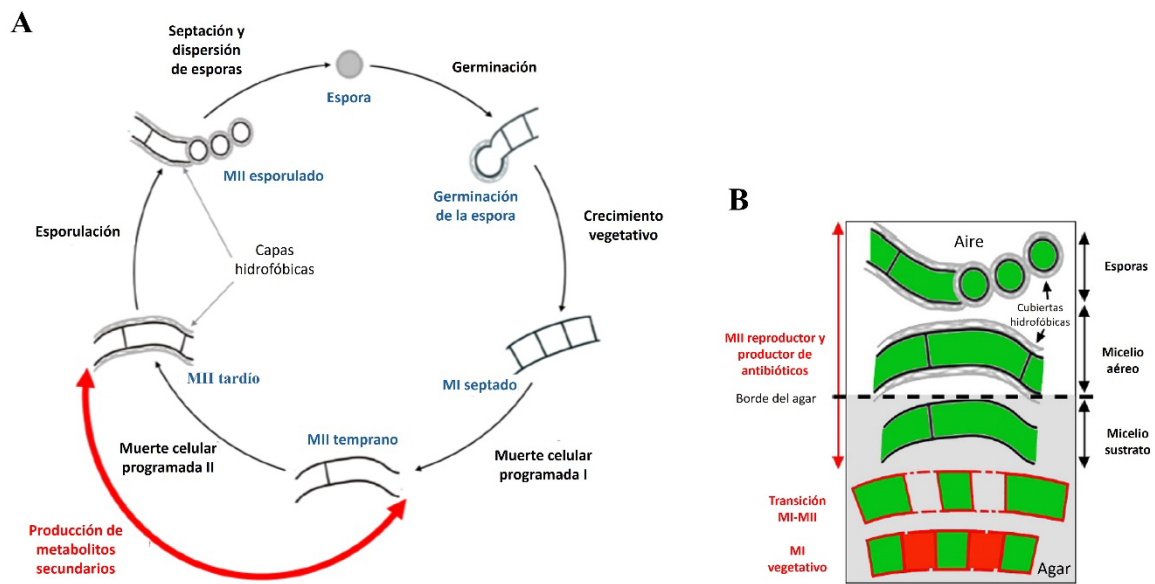 A
Septación y
dispersión
de esporas
Espora
Germinación
MII esporulado
Germinación
de la espora
Crecimiento
vegetativo
Esporulación
Capas
hidrofóbicas
MII tardío
MI septado
MII temprano
Muerte celular
programada II
Muerte celular
programada I
Producción de
metabolitos
secundarios
B
Aire
Esporas
Cubiertas
hidrofóbicas
MII reproductor y
productor de
antibióticos
Micelio
aéreo
Borde del agar
Micelio
sustrato
Transición
MI-MII
MI
vegetativo
Agar